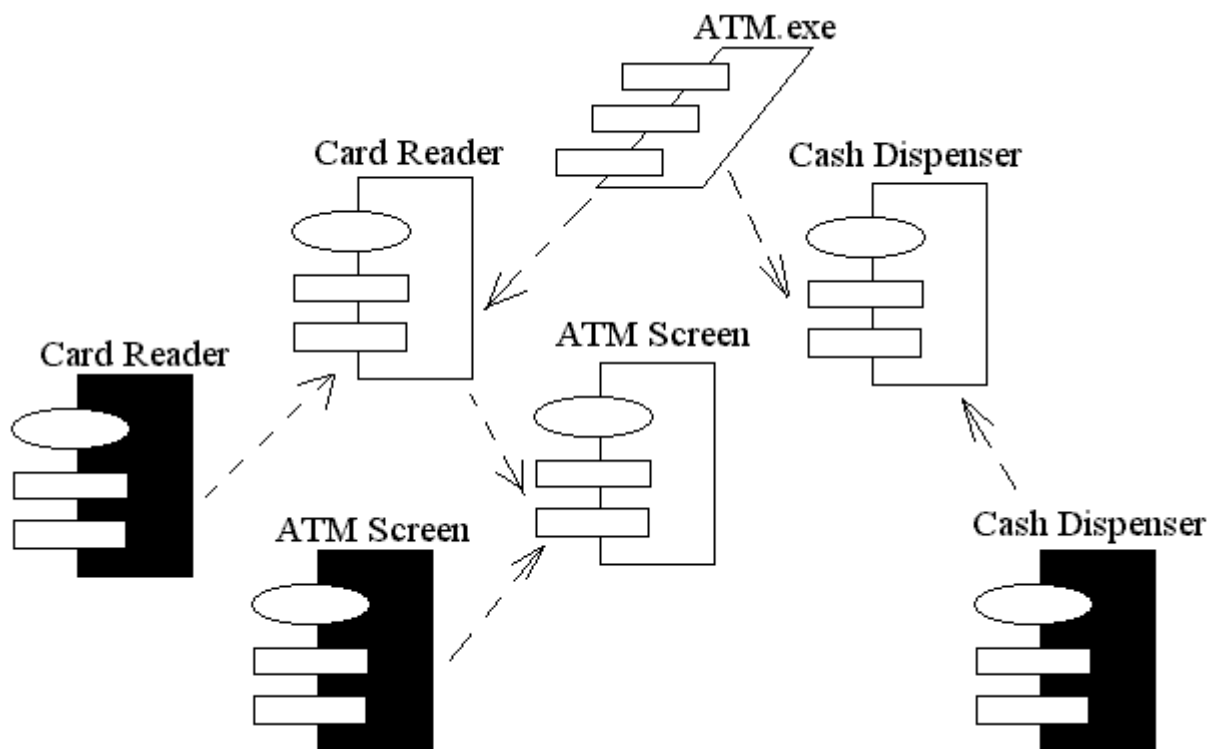 ATM.exe
Card Reader
Cash Dispenser
ATM Screen
Card Reader
ATM Screen
Cash Dispenser